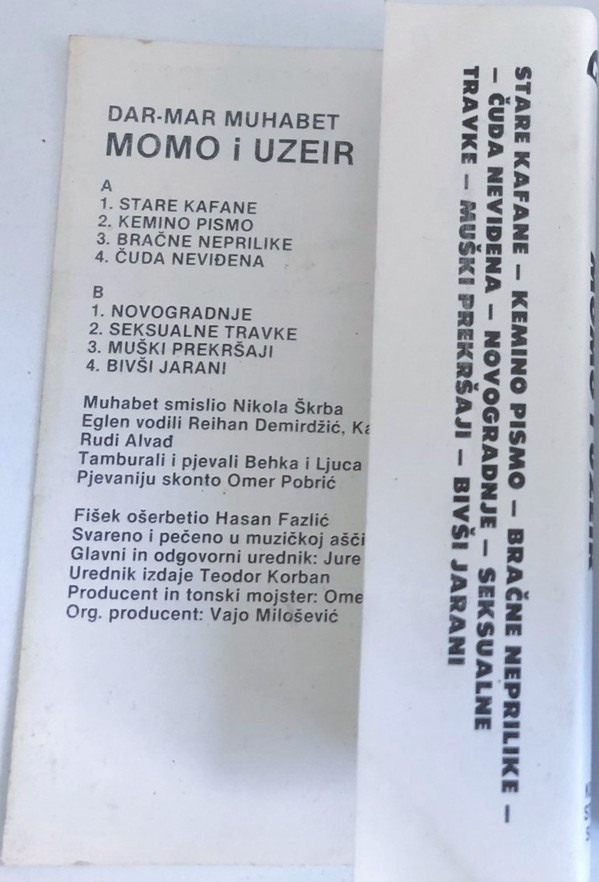 DAR-MAR MUHABET
MOMO i UZEIR
A
1. STARE KAFANE
2. KEMINO PISMO
3. BRAČNE NEPRILIKE
4. ČUDA NEVIĐENA
B
1. NOVOGRADNJE
2. SEKSUALNE TRAVKE
3. MUŠKI PREKRŠAJI
4. BIVŠI JARANI
Muhabet smislio Nikola Škrba
Eglen vodili Reihan Demirdžić,
Rudi Alvađ
Tamburali i pjevali Behka i Ljuca
Pjevaniju skonto Omer Pobrić
Fišek ošerbetio Hasan Fazlić
Svareno i pečeno u muzičkoj
Glavni in odgovorni urednik: Jure
Urednik izdaje Teodor Korban
Producent in tonski mojster:
Org. producent: Vajo Milošević
STARE KAFANE – KEMINO PISMO – BRAČNE NEPRILIKE –
– ČUDA NEVIĐENA – NOVOGRADNJE – SEKSUALNE
TRAVKE – MUŠKI PREKRŠAJI – BIVŠI JARANI